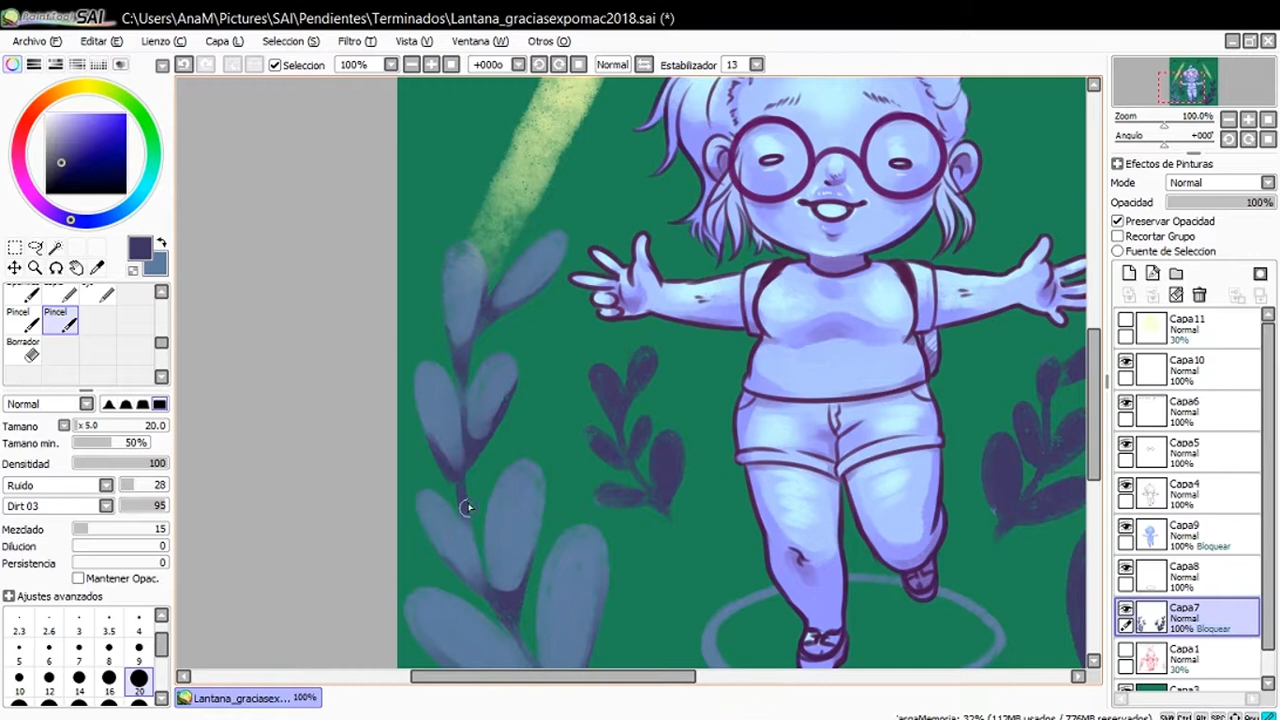 PaintTool SAI C:\Users\AnaM\Pictures\SAI\Pendientes\Terminados\Lantana_graciasexpomac2018.sai (*)
Archivo (F) Editar (E) Lienzo (C) Capa (L) Seleccion (S) Filtro (T) Vista (V) Ventana (W) Otros (O)
Seleccion 100% +000º Normal Estabilizador 13
Zoom 100.0%
Angulo +000º
Efectos de Pinturas
Mode Normal
Opacidad 100%
Preservar Opacidad
Recortar Grupo
Fuente de Seleccion
Pincel Pincel
Borrador
Normal
Tamano x 5.0 20.0
Tamano min. 50%
Densitidad 100
Ruido 28
Dirt 03 95
Mezclado 15
Dilucion 0
Persistencia 0
Mantener Opac.
Ajustes avanzados
2.3 2.6 3 3.5 4
5 6 7 8 9
10 12 14 16 20
Capa11
Normal
30%
Capa10
Normal
100%
Capa6
Normal
100%
Capa5
Normal
100%
Capa4
Normal
100%
Capa9
Normal
100% Bloquear
Capa8
Normal
100%
Capa7
Normal
100% Bloquear
Capa1
Normal
30%
Lantana_graciasex... 100%